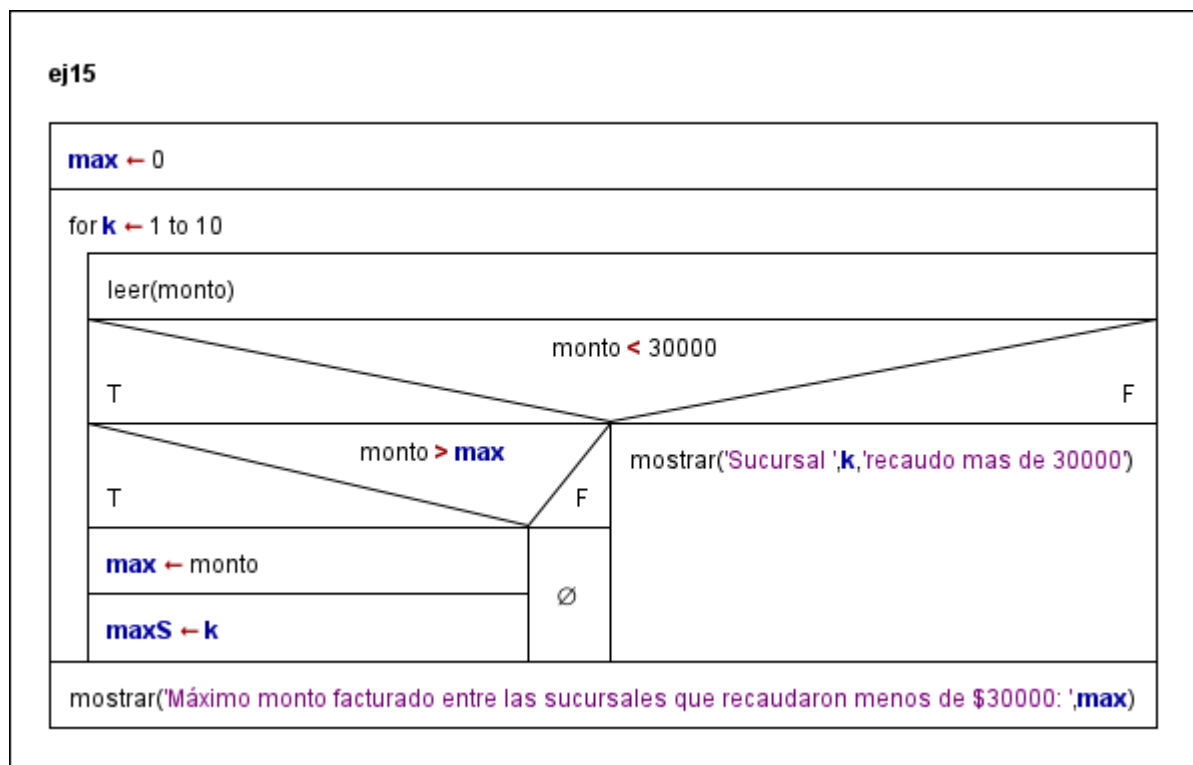 ej15
max ← 0
for k ← 1 to 10
leer(monto)
monto < 30000
T
F
monto > max
T
F
mostrar('Sucursal ',k,'recaudo mas de 30000')
max ← monto
∅
maxS ← k
mostrar('Máximo monto facturado entre las sucursales que recaudaron menos de $30000: ',max)